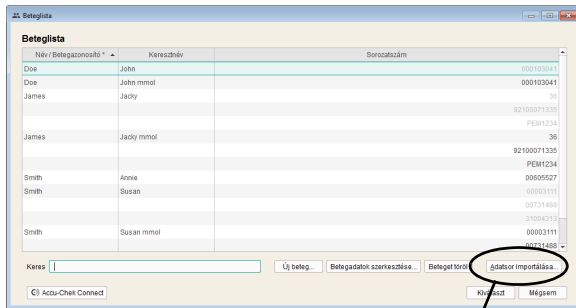 Beteglista
Beteglista
Név / Betegazonosító * Keresztnév Sorozatszám
Doe John 000103041
Doe John mmol 000103041
James Jacky 36
92100071335
PEM1234
James Jacky mmol 36
92100071335
PEM1234
Smith Annie 00605527
Smith Susan 00003111
00731488
31004313
Smith Susan mmol 00003111
00731488
Keres Új beteg... Betegadatok szerkesztése... Beteget töröl Adatsor importálása...
Accu-Chek Connect Kiválaszt Mégsem